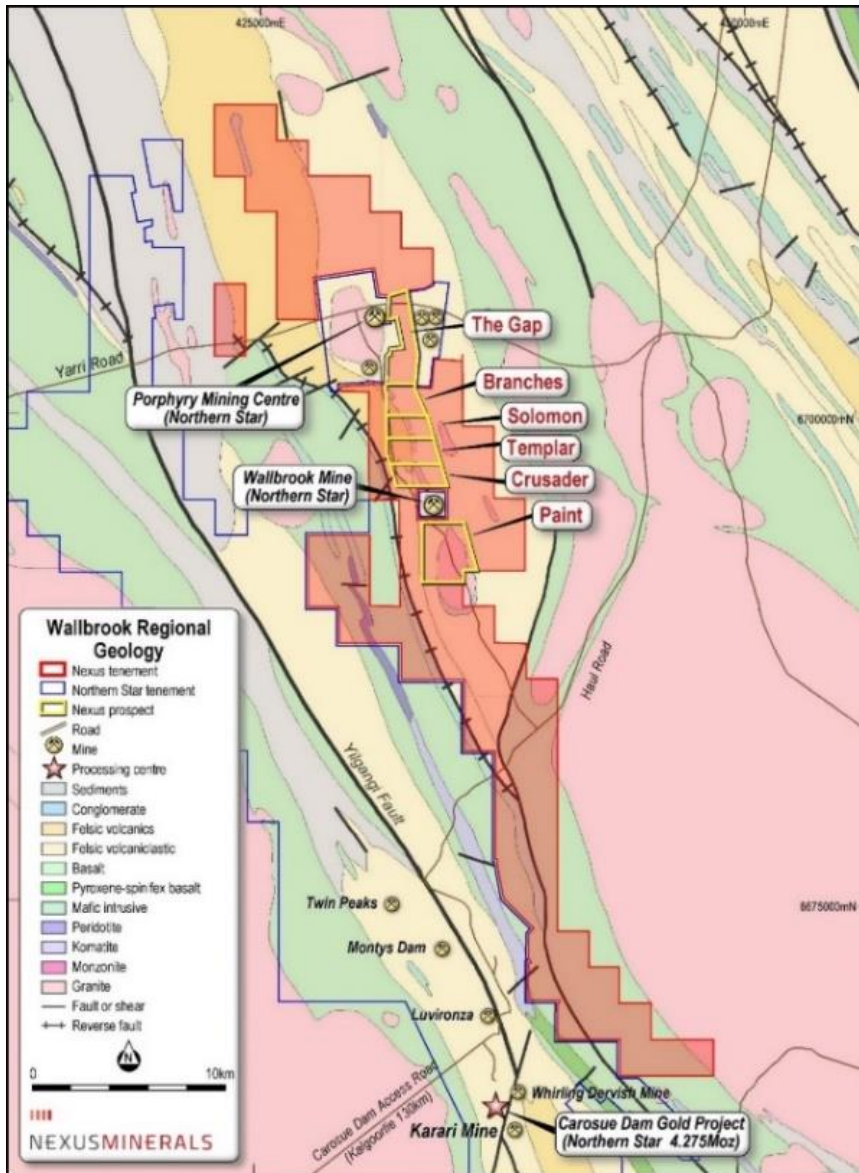 425000mE
450000mE
The Gap
Yarri Road
Branches
Porphyry Mining Centre
(Northern Star)
Solomon
6700000mN
Templar
Wallbrook Mine
(Northern Star)
Crusader
Paint
Wallbrook Regional
Geology
Nexus tenement
Northern Star tenement
Nexus prospect
Road
Mine
Processing centre
Sediments
Conglomerate
Felsic volcanics
Felsic volcaniclastic
Basalt
Pyroxene-spinifex basalt
Mafic intrusive
Peridotite
Komatite
Monzonite
Granite
Fault or shear
Reverse fault
N
0
10km
NEXUSMINERALS
Haul Road
Yilgangi Fault
6675000mN
Twin Peaks
Montys Dam
Luvironza
Carosue Dam Access Road
(Kalgoorlie 130km)
Whirling Dervish Mine
Karari Mine
Carosue Dam Gold Project
(Northern Star 4.275Moz)